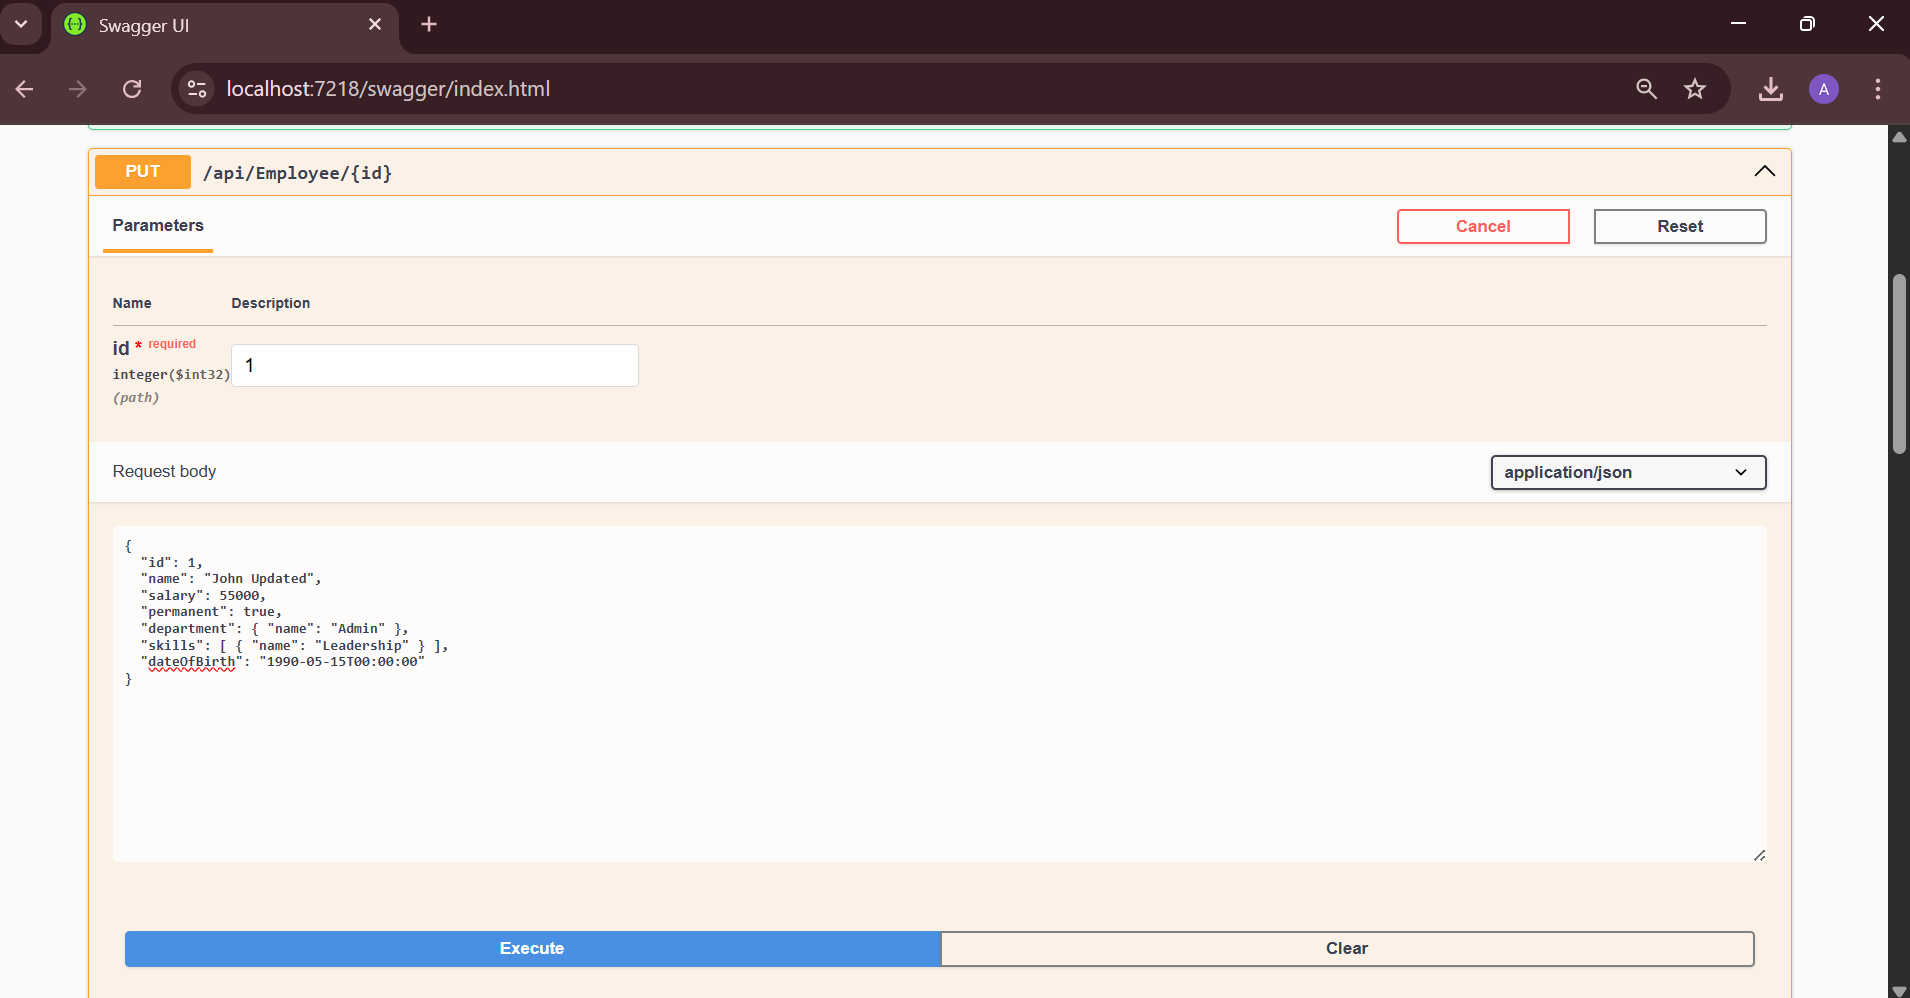 Swagger UI
localhost:7218/swagger/index.html
A
PUT /api/Employee/{id}
Parameters
Cancel
Reset
Name Description
id * required
integer($int32)
(path)
1
Request body
application/json
{
  "id": 1,
  "name": "John Updated",
  "salary": 55000,
  "permanent": true,
  "department": { "name": "Admin" },
  "skills": [ { "name": "Leadership" } ],
  "dateOfBirth": "1990-05-15T00:00:00"
}
Execute
Clear